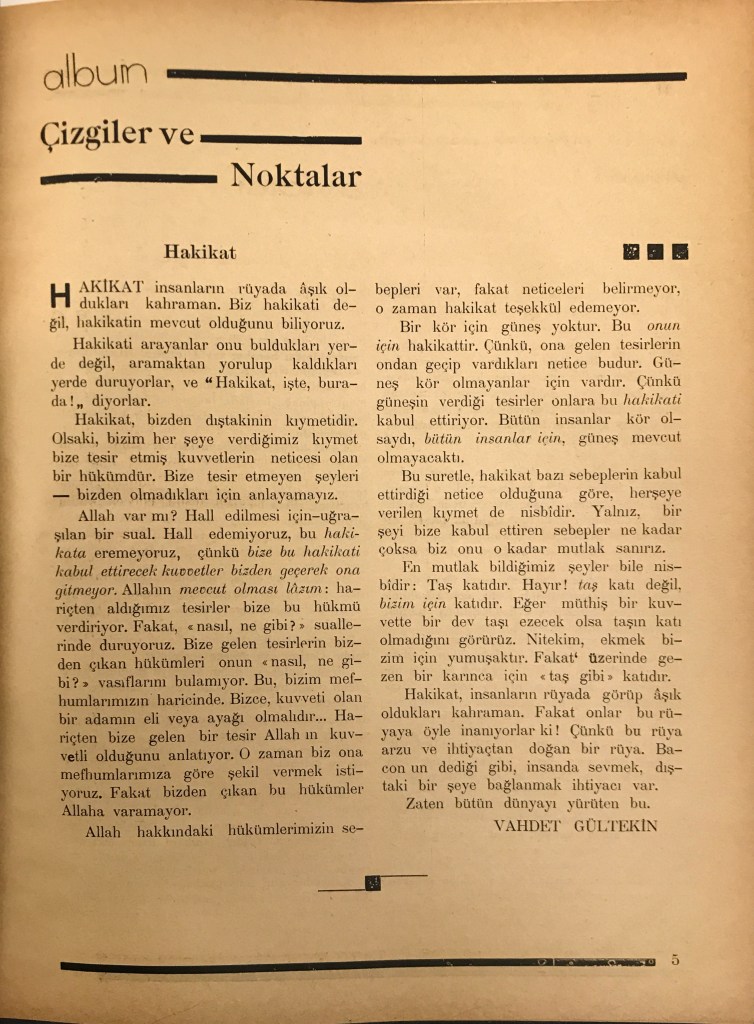 album
Çizgiler ve
Noktalar
Hakikat
HAKİKAT insanların rüyada âşık ol-
dukları kahraman. Biz hakikati de-
ğil, hakikatin mevcut olduğunu biliyoruz.
Hakikati arayanlar onu buldukları yer-
de değil, aramaktan yorulup kaldıkları
yerde duruyorlar, ve “Hakikat, işte, bura-
da!„ diyorlar.
Hakikat, bizden dıştakinin kıymetidir.
Olsaki, bizim her şeye verdiğimiz kıymet
bize tesir etmiş kuvvetlerin neticesi olan
bir hükümdür. Bize tesir etmeyen şeyleri
— bizden olmadıkları için anlayamayız.
Allah var mı? Hall edilmesi için-uğra-
şılan bir sual. Hall edemiyoruz, bu haki-
kata eremeyoruz, çünkü bize bu hakikati
kabul ettirecek kuvvetler bizden geçerek ona
gitmeyor. Allahın mevcut olması lâzım: ha-
riçten aldığımız tesirler bize bu hükmü
verdiriyor. Fakat, «nasıl, ne gibi?» sualle-
rinde duruyoruz. Bize gelen tesirlerin biz-
den çıkan hükümleri onun «nasıl, ne gi-
bi?» vasıflarını bulamıyor. Bu, bizim mef-
humlarımızın haricinde. Bizce, kuvveti olan
bir adamın eli veya ayağı olmalıdır... Ha-
riçten bize gelen bir tesir Allah ın kuv-
vetli olduğunu anlatıyor. O zaman biz ona
mefhumlarımıza göre şekil vermek isti-
yoruz. Fakat bizden çıkan bu hükümler
Allaha varamayor.
Allah hakkındaki hükümlerimizin se-
bepleri var, fakat neticeleri belirmeyor,
o zaman hakikat teşekkül edemeyor.
Bir kör için güneş yoktur. Bu onun
için hakikattir. Çünkü, ona gelen tesirlerin
ondan geçip vardıkları netice budur. Gü-
neş kör olmayanlar için vardır. Çünkü
güneşin verdiği tesirler onlara bu hakikati
kabul ettiriyor. Bütün insanlar kör ol-
saydı, bütün insanlar için, güneş mevcut
olmayacaktı.
Bu suretle, hakikat bazı sebeplerin kabul
ettirdiği netice olduğuna göre, herşeye
verilen kıymet de nisbîdir. Yalnız, bir
şeyi bize kabul ettiren sebepler ne kadar
çoksa biz onu o kadar mutlak sanırız.
En mutlak bildiğimiz şeyler bile nis-
bîdir: Taş katıdır. Hayır! taş katı değil,
bizim için katıdır. Eğer müthiş bir kuv-
vette bir dev taşı ezecek olsa taşın katı
olmadığını görürüz. Nitekim, ekmek bi-
zim için yumuşaktır. Fakat‘ üzerinde ge-
zen bir karınca için «taş gibi» katıdır.
Hakikat, insanların rüyada görüp âşık
oldukları kahraman. Fakat onlar bu rü-
yaya öyle inanıyorlar ki! Çünkü bu rüya
arzu ve ihtiyaçtan doğan bir rüya. Ba-
con un dediği gibi, insanda sevmek, dış-
taki bir şeye bağlanmak ihtiyacı var.
Zaten bütün dünyayı yürüten bu.
VAHDET GÜLTEKİN
5